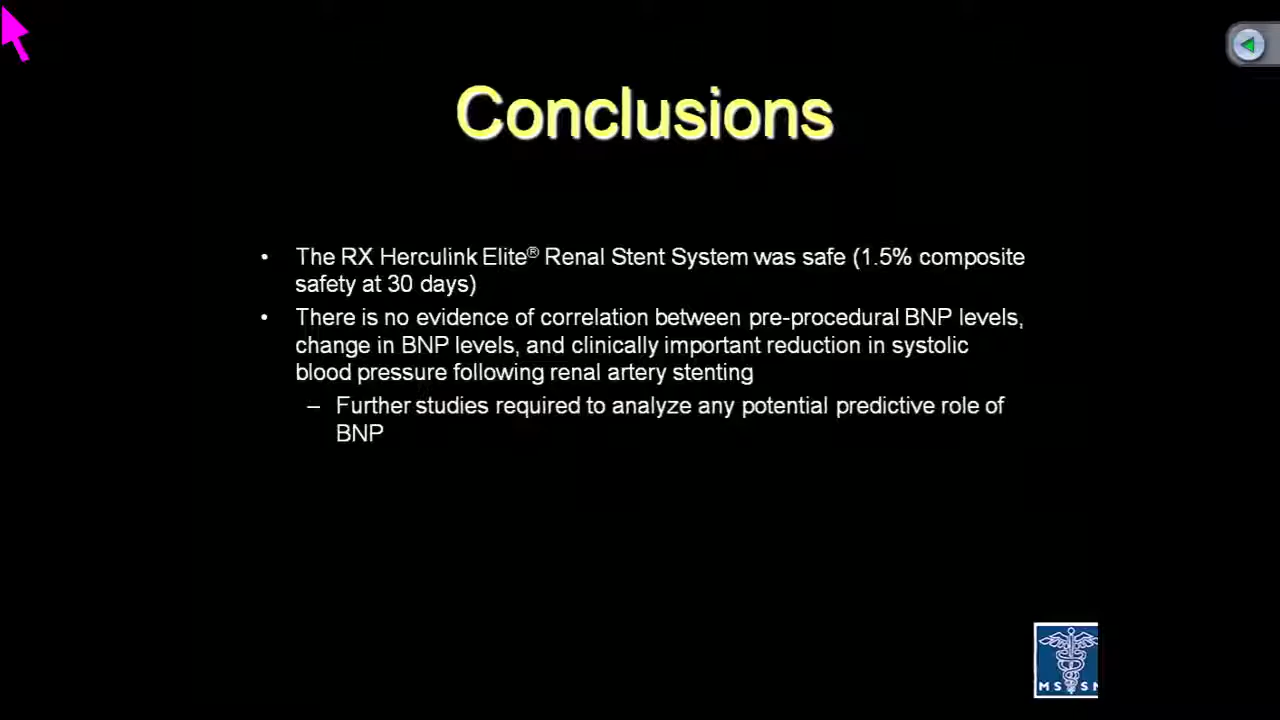 Conclusions
• The RX Herculink Elite® Renal Stent System was safe (1.5% composite
safety at 30 days)
• There is no evidence of correlation between pre-procedural BNP levels,
change in BNP levels, and clinically important reduction in systolic
blood pressure following renal artery stenting
– Further studies required to analyze any potential predictive role of
BNP
MS SM